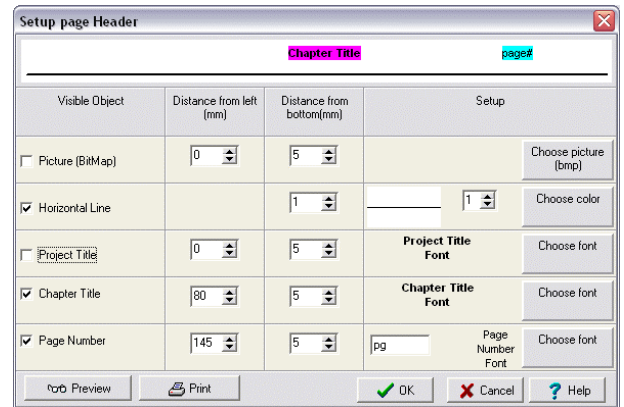 Setup page Header
Chapter Title page#
Visible Object Distance from left (mm) Distance from bottom(mm) Setup
Picture (BitMap) 0 5 Choose picture (bmp)
Horizontal Line 1 1 Choose color
Project Title 0 5 Project Title Font Choose font
Chapter Title 80 5 Chapter Title Font Choose font
Page Number 145 5 pg Page Number Font Choose font
Preview Print OK Cancel ? Help